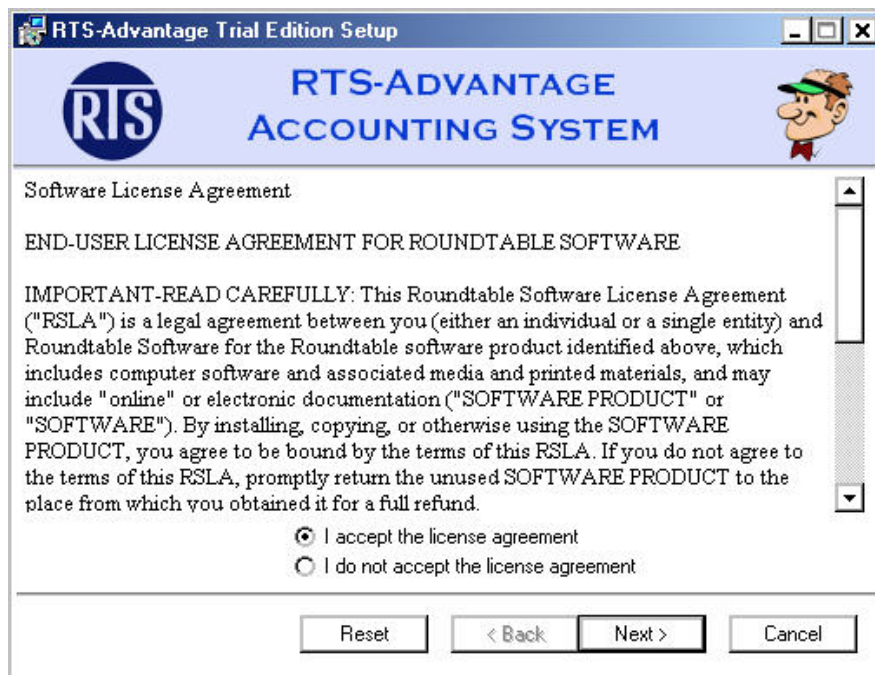 RTS-Advantage Trial Edition Setup
RTS
RTS-ADVANTAGE
ACCOUNTING SYSTEM
Software License Agreement
END-USER LICENSE AGREEMENT FOR ROUNDTABLE SOFTWARE
IMPORTANT-READ CAREFULLY: This Roundtable Software License Agreement
("RSLA") is a legal agreement between you (either an individual or a single entity) and
Roundtable Software for the Roundtable software product identified above, which
includes computer software and associated media and printed materials, and may
include "online" or electronic documentation ("SOFTWARE PRODUCT" or
"SOFTWARE"). By installing, copying, or otherwise using the SOFTWARE
PRODUCT, you agree to be bound by the terms of this RSLA. If you do not agree to
the terms of this RSLA, promptly return the unused SOFTWARE PRODUCT to the
place from which you obtained it for a full refund.
I accept the license agreement
I do not accept the license agreement
Reset < Back Next > Cancel